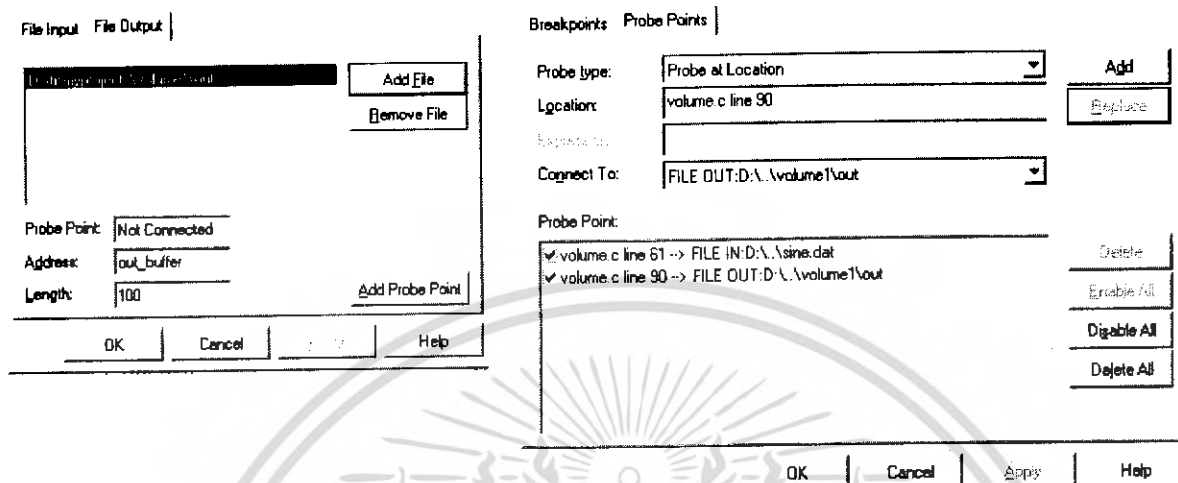 File Input File Output
Add File
Remove File
Probe Point: Not Connected
Address: out_buffer
Length: 100
Add Probe Point
OK Cancel Help
Breakpoints Probe Points
Probe type: Probe at Location
Add
Location: volume.c line 90
Replace
Connect To: FILE OUT:D:\..\volume1\out
Probe Point:
volume.c line 61 --> FILE IN:D:\..\sine.dat
volume.c line 90 --> FILE OUT:D:\..\volume1\out
Delete
Enable All
Disable All
Delete All
OK Cancel Apply Help